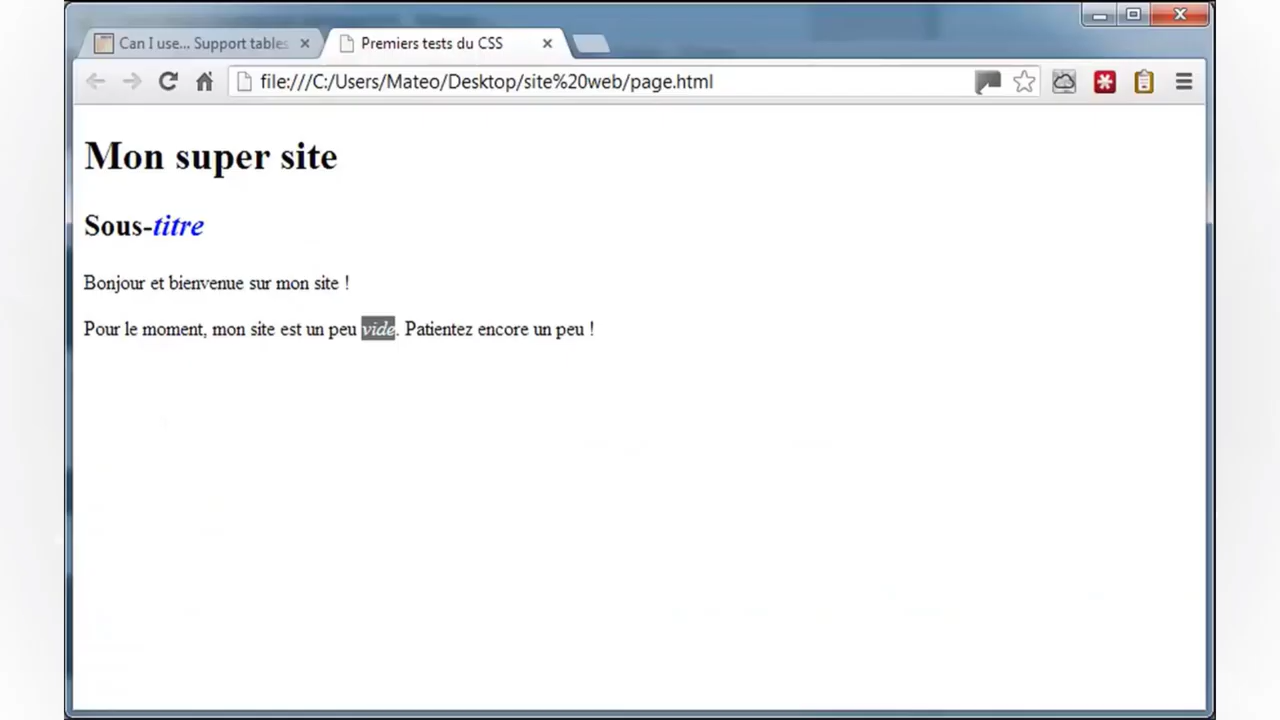 Can I use... Support tables
Premiers tests du CSS
file:///C:/Users/Mateo/Desktop/site%20web/page.html
Mon super site
Sous-titre
Bonjour et bienvenue sur mon site !
Pour le moment, mon site est un peu vide. Patientez encore un peu !